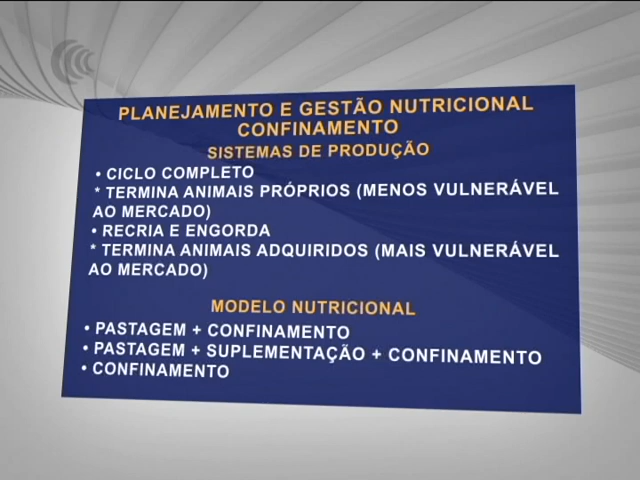 PLANEJAMENTO E GESTÃO NUTRICIONAL
CONFINAMENTO
SISTEMAS DE PRODUÇÃO
• CICLO COMPLETO
* TERMINA ANIMAIS PRÓPRIOS (MENOS VULNERÁVEL
AO MERCADO)
• RECRIA E ENGORDA
* TERMINA ANIMAIS ADQUIRIDOS (MAIS VULNERÁVEL
AO MERCADO)
MODELO NUTRICIONAL
• PASTAGEM + CONFINAMENTO
• PASTAGEM + SUPLEMENTAÇÃO + CONFINAMENTO
• CONFINAMENTO